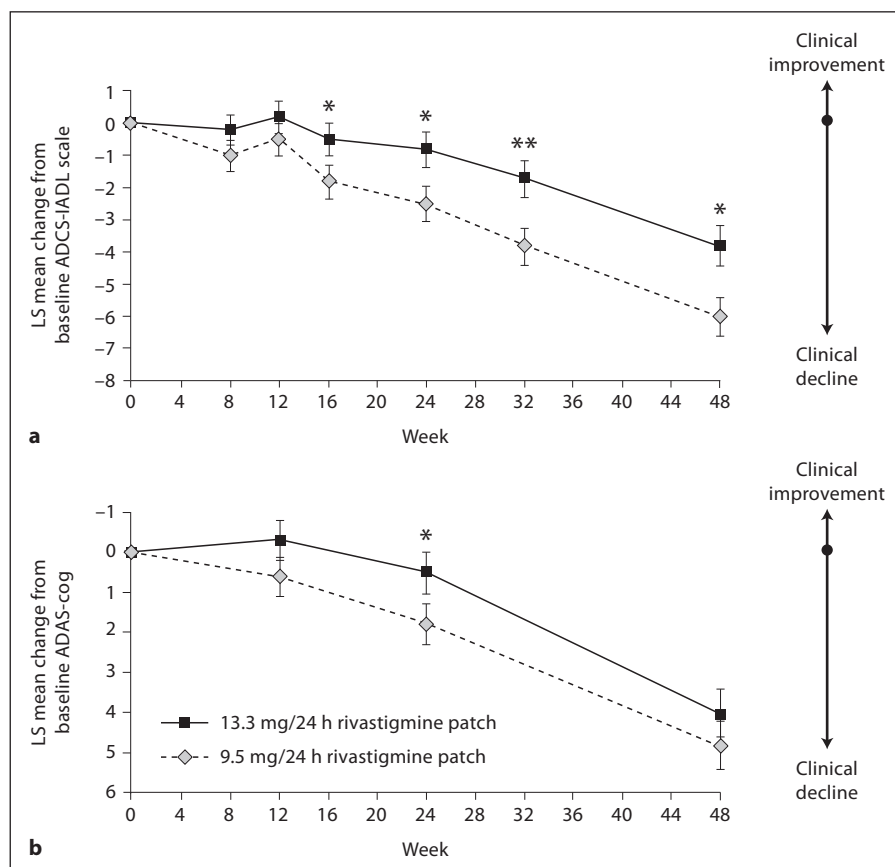 Clinical
improvement
1
0
–1
–2
–3
–4
–5
–6
–7
–8
LS mean change from
baseline ADCS-IADL scale
*
*
**
*
0 4 8 12 16 20 24 28 32 36 40 44 48
Week
Clinical
decline
a
Clinical
improvement
–1
0
1
2
3
4
5
6
LS mean change from
baseline ADAS-cog
*
13.3 mg/24 h rivastigmine patch
9.5 mg/24 h rivastigmine patch
0 4 8 12 16 20 24 28 32 36 40 44 48
Week
Clinical
decline
b